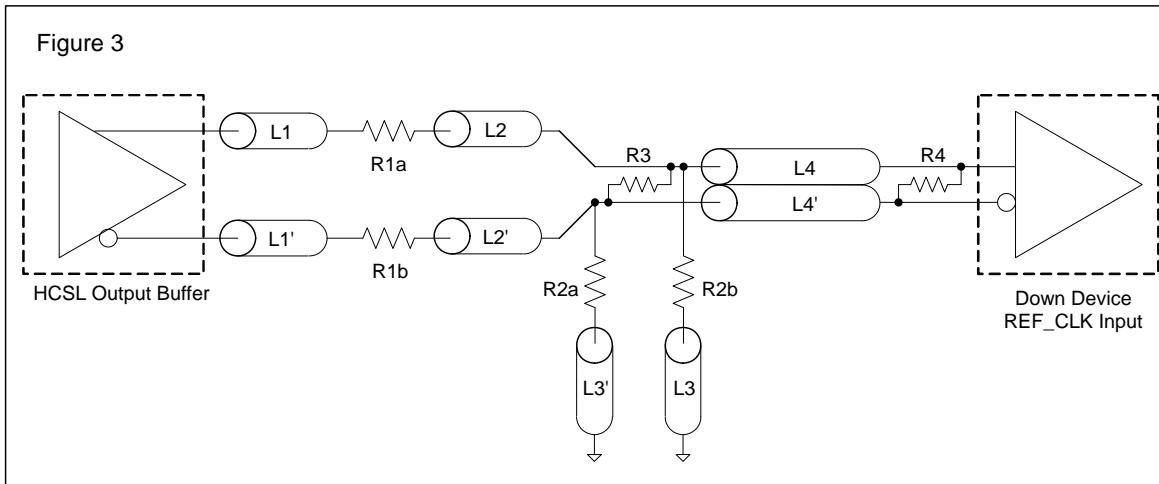 Figure 3
L1
R1a
L2
R3
L4
R4
L4'
L1'
R1b
L2'
HCSL Output Buffer
R2a
R2b
Down Device
REF_CLK Input
L3'
L3